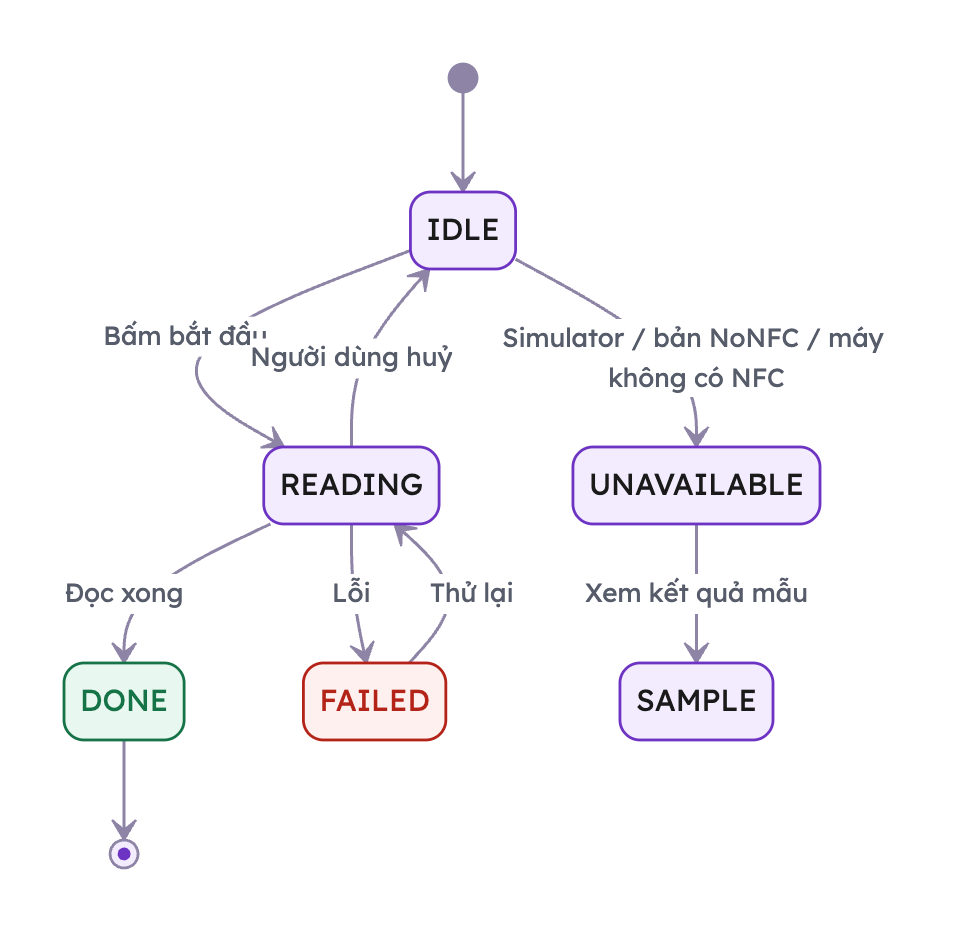 IDLE
Bấm bắt đầu
Người dùng huỷ
Simulator / bản NoNFC / máy
không có NFC
READING
UNAVAILABLE
Đọc xong
Lỗi
Thử lại
Xem kết quả mẫu
DONE
FAILED
SAMPLE